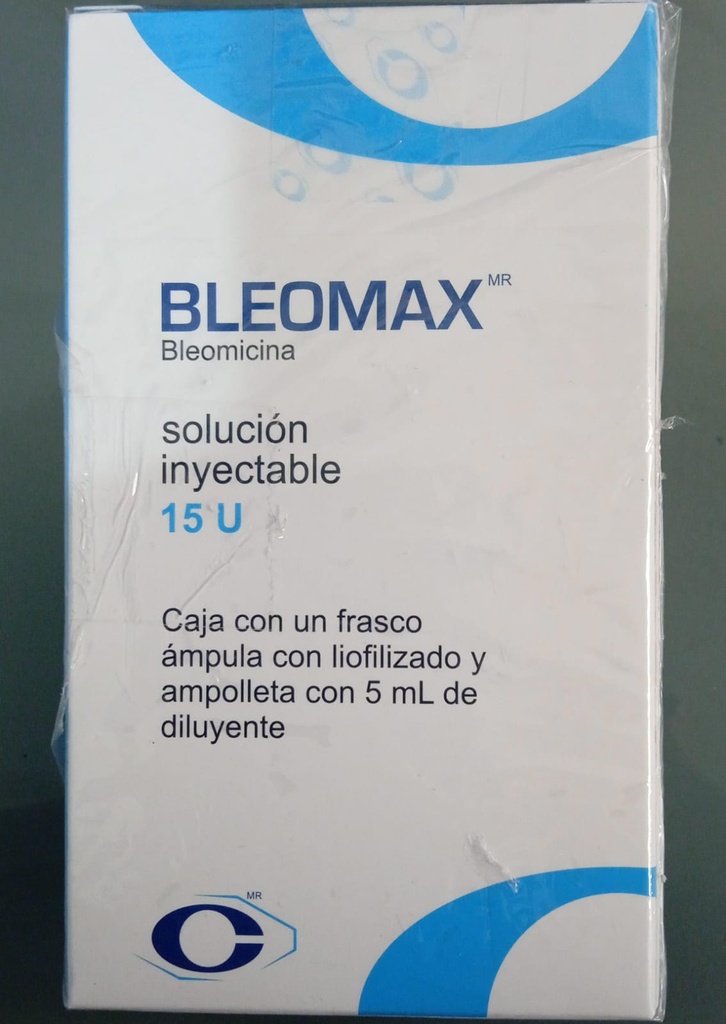 BLEOMAX MR
Bleomicina
solución
inyectable
15 U
Caja con un frasco
ámpula con liofilizado y
ampolleta con 5 mL de
diluyente
MR